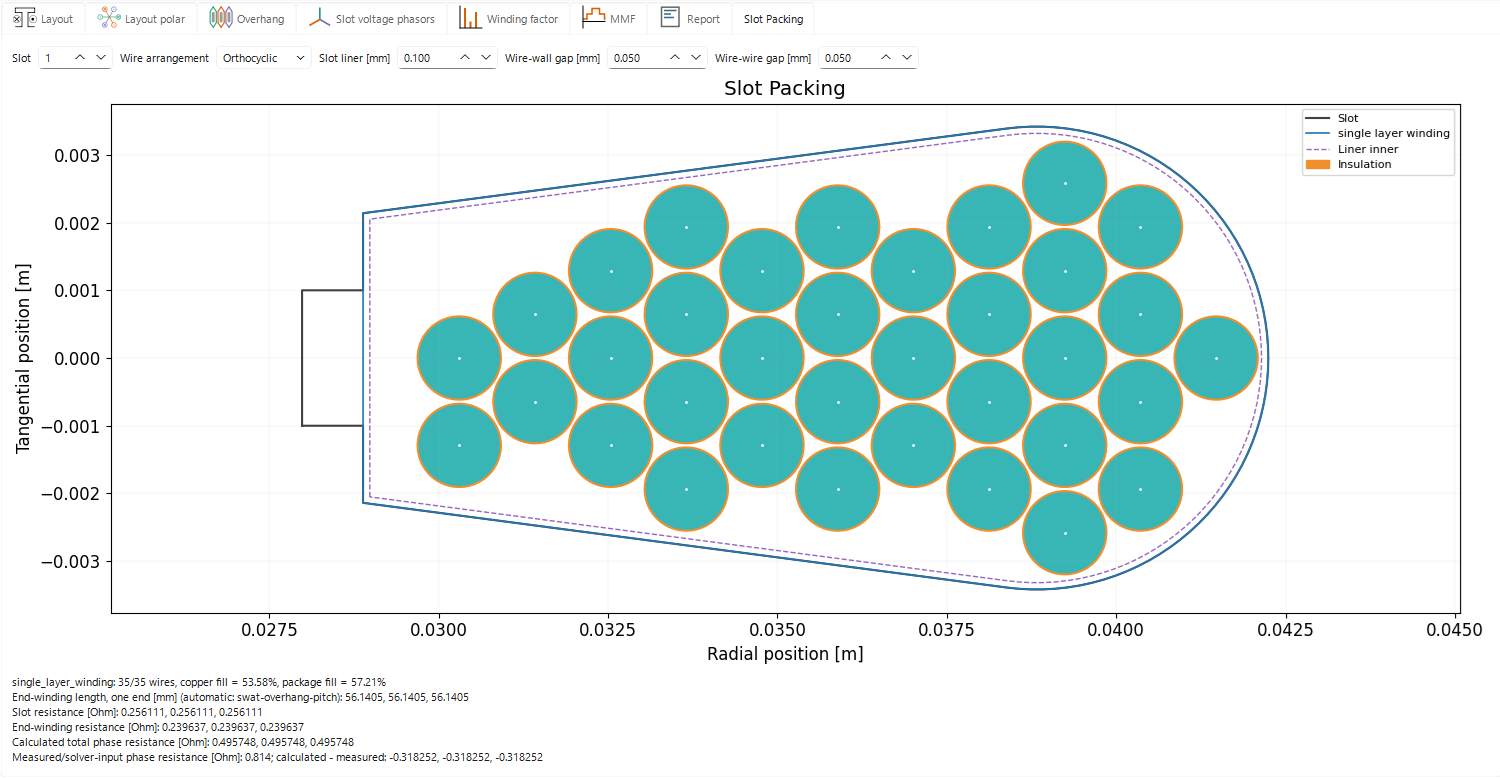 Layout Layout polar Overhang Slot voltage phasors Winding factor MMF Report Slot Packing
Slot 1 Wire arrangement Orthocyclic Slot liner [mm] 0.100 Wire-wall gap [mm] 0.050 Wire-wire gap [mm] 0.050
Slot Packing
Slot
single layer winding
Liner inner
Insulation
Tangential position [m]
0.003
0.002
0.001
0.000
−0.001
−0.002
−0.003
0.0275 0.0300 0.0325 0.0350 0.0375 0.0400 0.0425 0.0450
Radial position [m]
single_layer_winding: 35/35 wires, copper fill = 53.58%, package fill = 57.21%
End-winding length, one end [mm] (automatic: swat-overhang-pitch): 56.1405, 56.1405, 56.1405
Slot resistance [Ohm]: 0.256111, 0.256111, 0.256111
End-winding resistance [Ohm]: 0.239637, 0.239637, 0.239637
Calculated total phase resistance [Ohm]: 0.495748, 0.495748, 0.495748
Measured/solver-input phase resistance [Ohm]: 0.814; calculated - measured: -0.318252, -0.318252, -0.318252